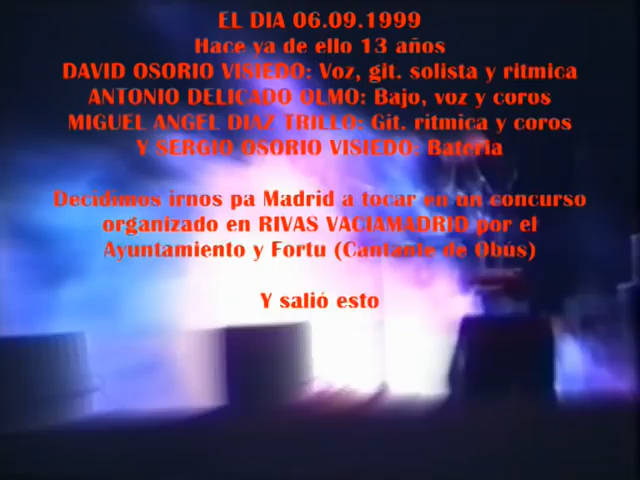 EL DIA 06.09.1999
Hace ya de ello 13 años
DAVID OSORIO VISIEDO: Voz, git. solista y ritmica
ANTONIO DELICADO OLMO: Bajo, voz y coros
MIGUEL ANGEL DIAZ TRILLO: Git. ritmica y coros
Y SERGIO OSORIO VISIEDO: Bateria
Decidimos irnos pa Madrid a tocar en un concurso
organizado en RIVAS VACIAMADRID por el
Ayuntamiento y Fortu (Cantante de Obús)
Y salió esto